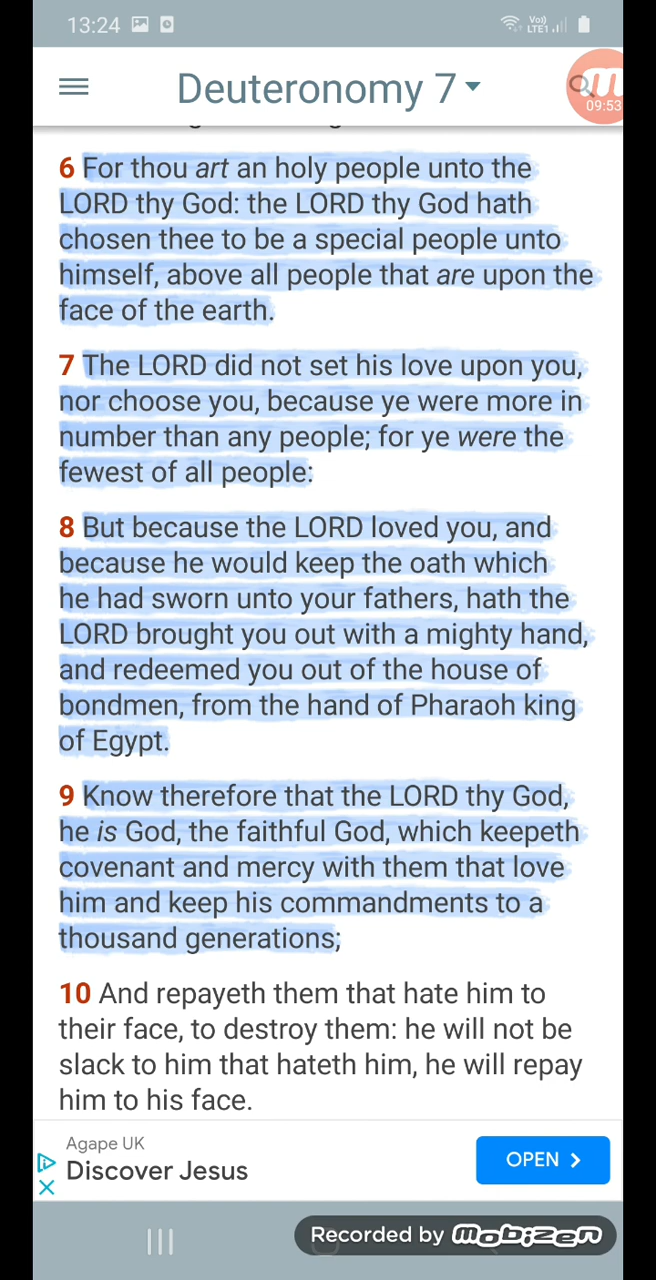 13:24
Vo)) LTE1
Deuteronomy 7
09:53
6 For thou art an holy people unto the
LORD thy God: the LORD thy God hath
chosen thee to be a special people unto
himself, above all people that are upon the
face of the earth.
7 The LORD did not set his love upon you,
nor choose you, because ye were more in
number than any people; for ye were the
fewest of all people:
8 But because the LORD loved you, and
because he would keep the oath which
he had sworn unto your fathers, hath the
LORD brought you out with a mighty hand,
and redeemed you out of the house of
bondmen, from the hand of Pharaoh king
of Egypt.
9 Know therefore that the LORD thy God,
he is God, the faithful God, which keepeth
covenant and mercy with them that love
him and keep his commandments to a
thousand generations;
10 And repayeth them that hate him to
their face, to destroy them: he will not be
slack to him that hateth him, he will repay
him to his face.
Agape UK
Discover Jesus
OPEN
Recorded by mobizen